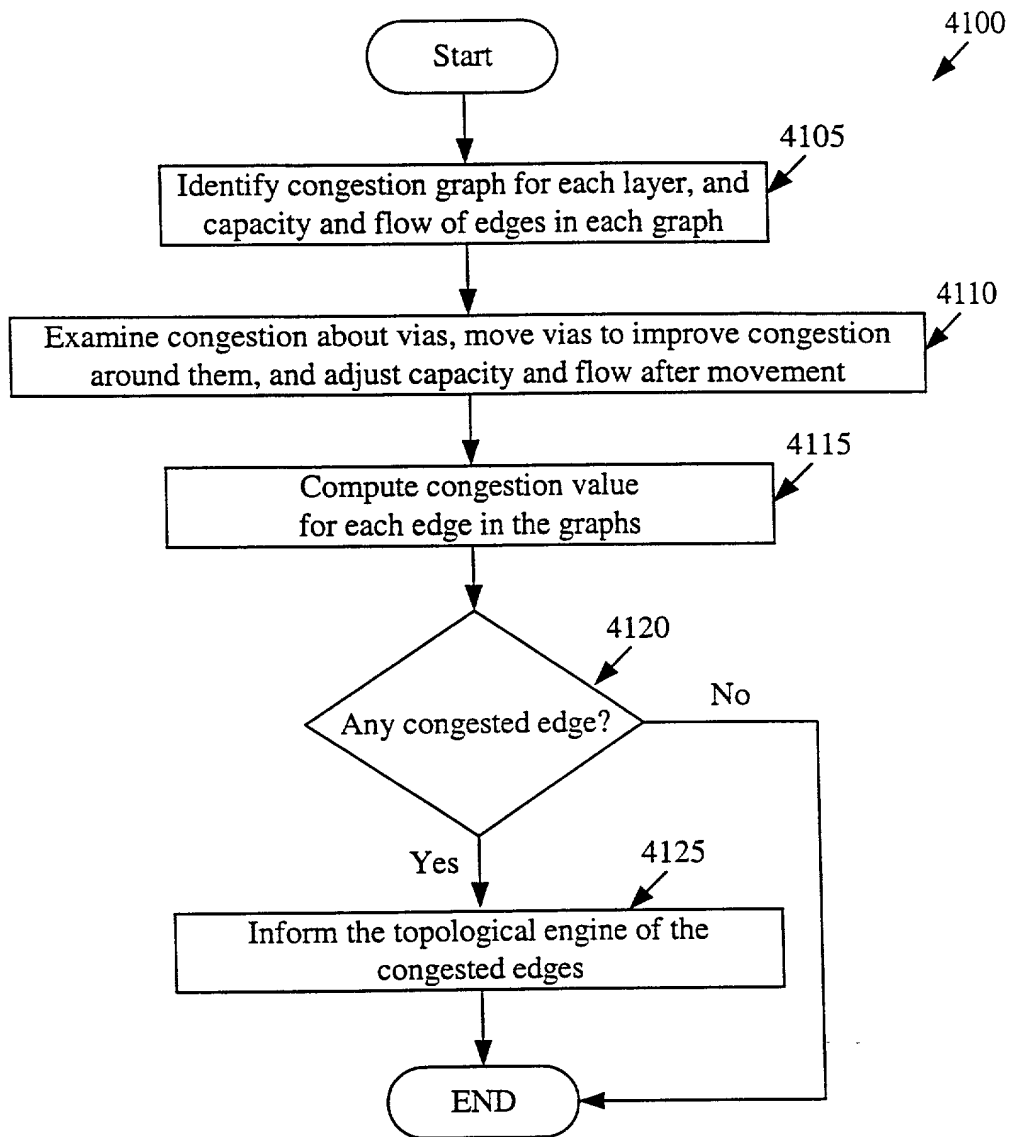 4100
Start
4105
Identify congestion graph for each layer, and
capacity and flow of edges in each graph
4110
Examine congestion about vias, move vias to improve congestion
around them, and adjust capacity and flow after movement
4115
Compute congestion value
for each edge in the graphs
4120
Any congested edge?
No
Yes
4125
Inform the topological engine of the
congested edges
END